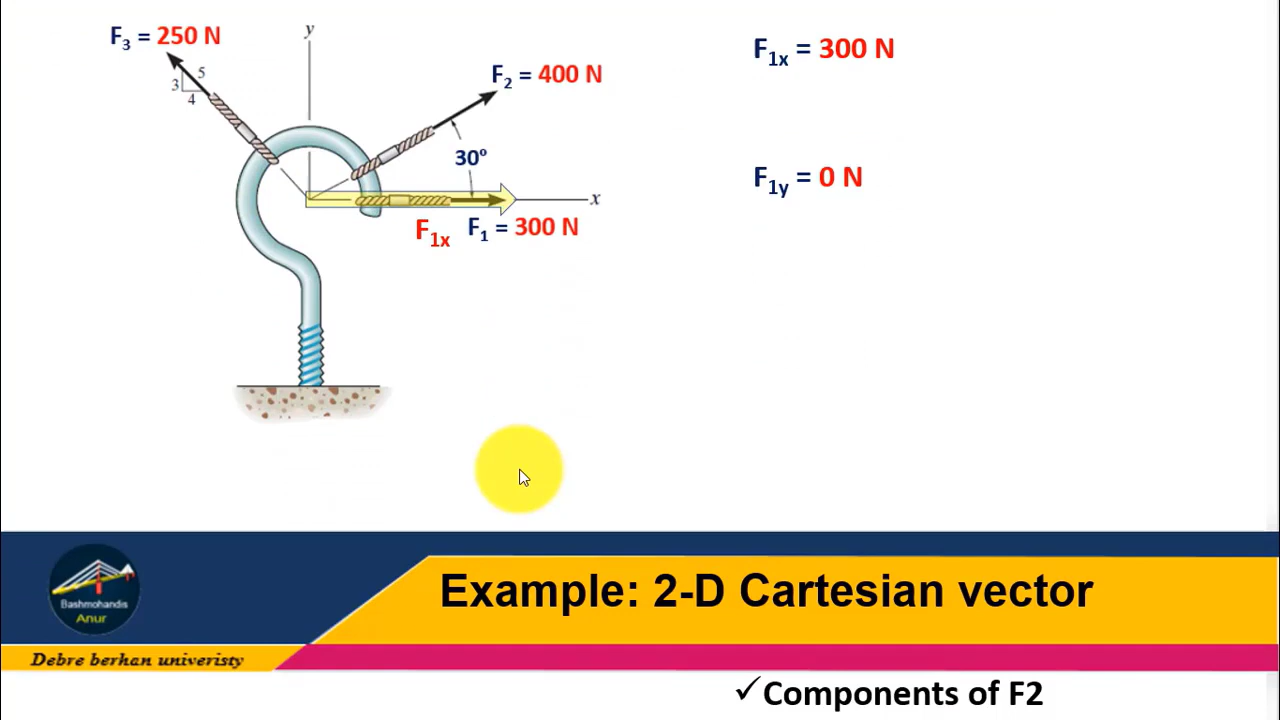 F3 = 250 N
y
F2 = 400 N
5
3
4
30º
x
F1x
F1 = 300 N
F1x = 300 N
F1y = 0 N
Bashmohandis
Anur
Example: 2-D Cartesian vector
Debre berhan univeristy
✓Components of F2